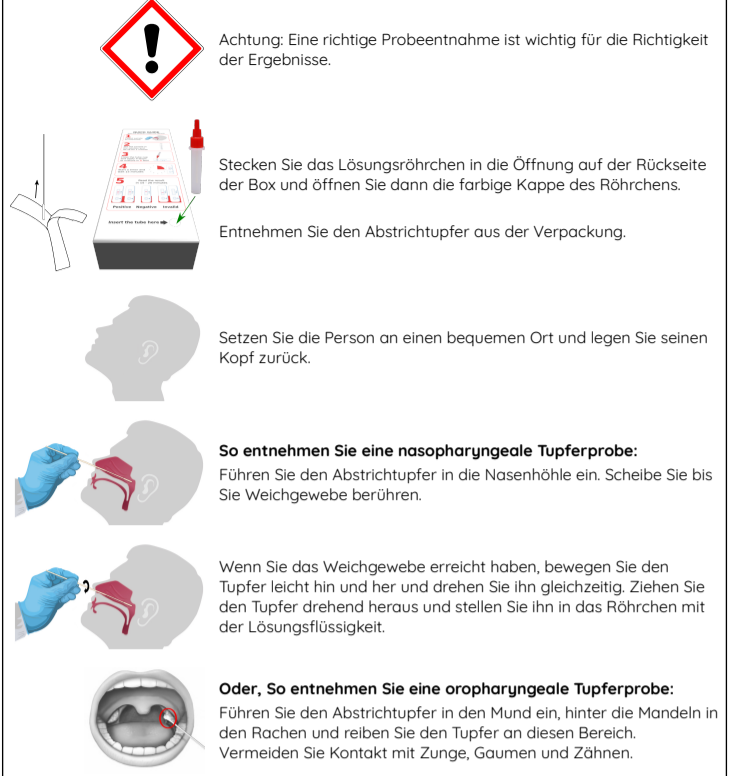 Achtung: Eine richtige Probeentnahme ist wichtig für die Richtigkeit
der Ergebnisse.
5
Positive Negative Invalid
Insert the tube here
Stecken Sie das Lösungsröhrchen in die Öffnung auf der Rückseite
der Box und öffnen Sie dann die farbige Kappe des Röhrchens.
Entnehmen Sie den Abstrichtupfer aus der Verpackung.
Setzen Sie die Person an einen bequemen Ort und legen Sie seinen
Kopf zurück.
So entnehmen Sie eine nasopharyngeale Tupferprobe:
Führen Sie den Abstrichtupfer in die Nasenhöhle ein. Scheibe Sie bis
Sie Weichgewebe berühren.
Wenn Sie das Weichgewebe erreicht haben, bewegen Sie den
Tupfer leicht hin und her und drehen Sie ihn gleichzeitig. Ziehen Sie
den Tupfer drehend heraus und stellen Sie ihn in das Röhrchen mit
der Lösungsflüssigkeit.
Oder, So entnehmen Sie eine oropharyngeale Tupferprobe:
Führen Sie den Abstrichtupfer in den Mund ein, hinter die Mandeln in
den Rachen und reiben Sie den Tupfer an diesen Bereich.
Vermeiden Sie Kontakt mit Zunge, Gaumen und Zähnen.